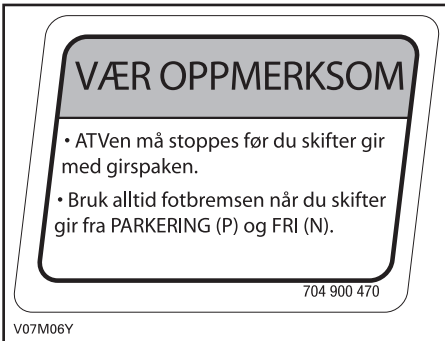 VÆR OPPMERKSOM
• ATVen må stoppes før du skifter gir
med girspaken.
• Bruk alltid fotbremsen når du skifter
gir fra PARKERING (P) og FRI (N).
704 900 470
V07M06Y